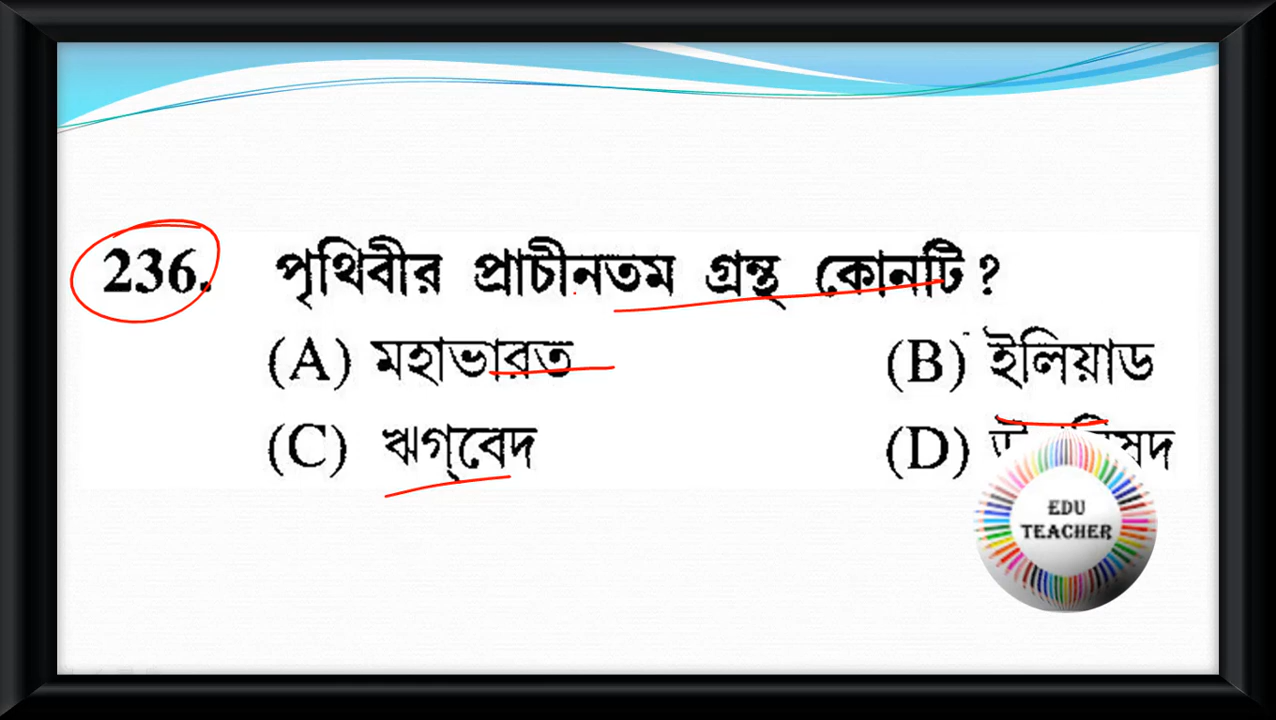 236. পৃথিবীর প্রাচীনতম গ্রন্থ কোনটি ?
(A) মহাভারত (B) ইলিয়াড
(C) ঋগ্‌বেদ (D)
EDU
TEACHER